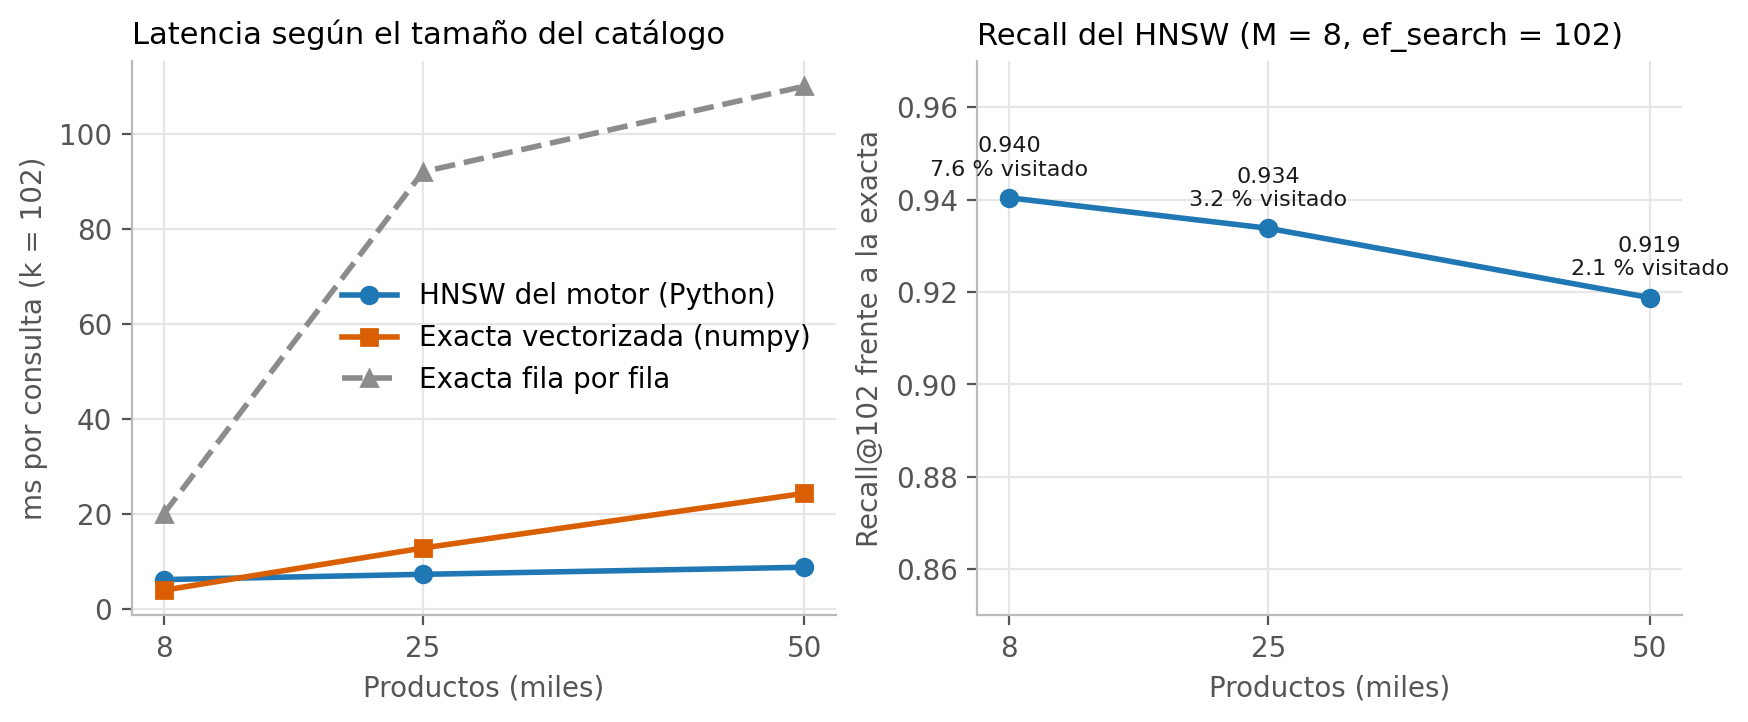 Latencia según el tamaño del catálogo
ms por consulta (k = 102)
100
80
60
40
20
0
HNSW del motor (Python)
Exacta vectorizada (numpy)
Exacta fila por fila
8
25
50
Productos (miles)
Recall del HNSW (M = 8, ef_search = 102)
Recall@102 frente a la exacta
0.96
0.94
0.92
0.90
0.88
0.86
0.940
7.6 % visitado
0.934
3.2 % visitado
0.919
2.1 % visitado
8
25
50
Productos (miles)